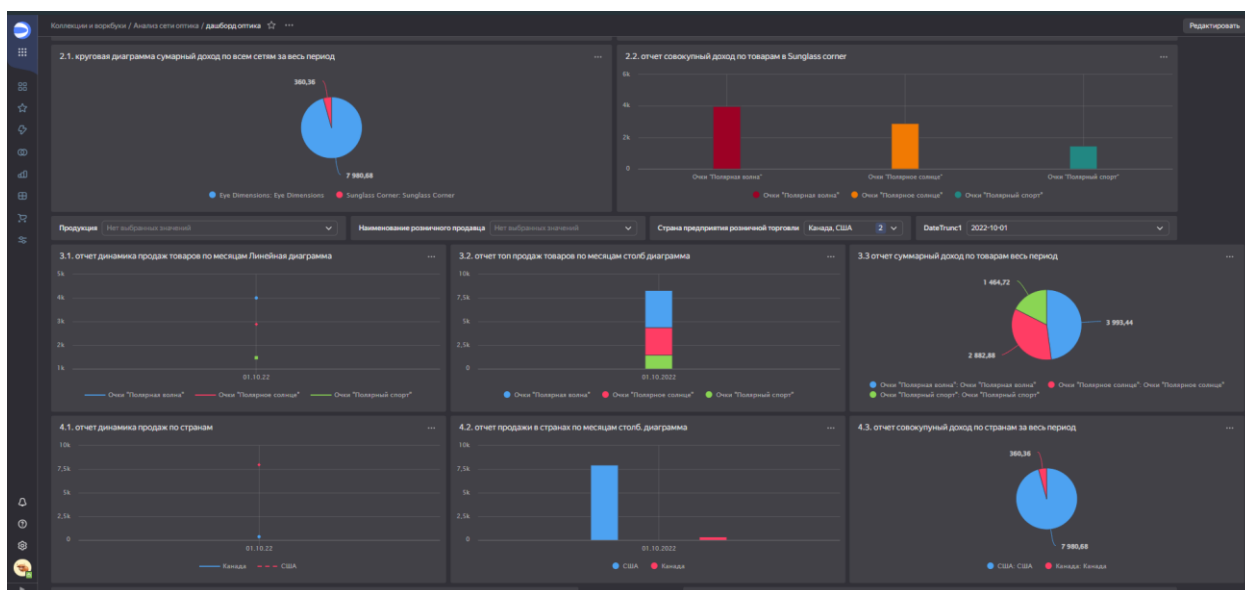 Коллекции и воркбуки / Анализ сети оптика / дашборд оптика
Редактировать
2.1. круговая диаграмма сумарный доход по всем сетям за весь период
360,36
7 980,68
Eye Dimensions: Eye Dimensions Sunglass Corner: Sunglass Corner
2.2. отчет совокупный доход по товарам в Sunglass corner
6k
4k
2k
0
Очки "Полярная волна" Очки "Полярное солнце" Очки "Полярный спорт"
Очки "Полярная волна" Очки "Полярное солнце" Очки "Полярный спорт"
Продукция Нет выбранных значений
Наименование розничного продавца Нет выбранных значений
Страна предприятия розничной торговли Канада, США 2
DateTrunc1 2022-10-01
3.1. отчет динамика продаж товаров по месяцам Линейная диаграмма
5k
4k
3k
2k
1k
01.10.22
Очки "Полярная волна" Очки "Полярное солнце" Очки "Полярный спорт"
3.2. отчет топ продаж товаров по месяцам столб диаграмма
10k
7,5k
5k
2,5k
0
01.10.2022
Очки "Полярная волна" Очки "Полярное солнце" Очки "Полярный спорт"
3.3 отчет суммарный доход по товарам весь период
1 464,72
3 993,44
2 882,88
Очки "Полярная волна": Очки "Полярная волна" Очки "Полярное солнце": Очки "Полярное солнце"
Очки "Полярный спорт": Очки "Полярный спорт"
4.1. отчет динамика продаж по странам
10k
7,5k
5k
2,5k
0
01.10.22
Канада США
4.2. отчет продажи в странах по месяцам столб. диаграмма
10k
7,5k
5k
2,5k
0
01.10.2022
США Канада
4.3. отчет совокупуный доход по странам за весь период
360,36
7 980,68
США: США Канада: Канада